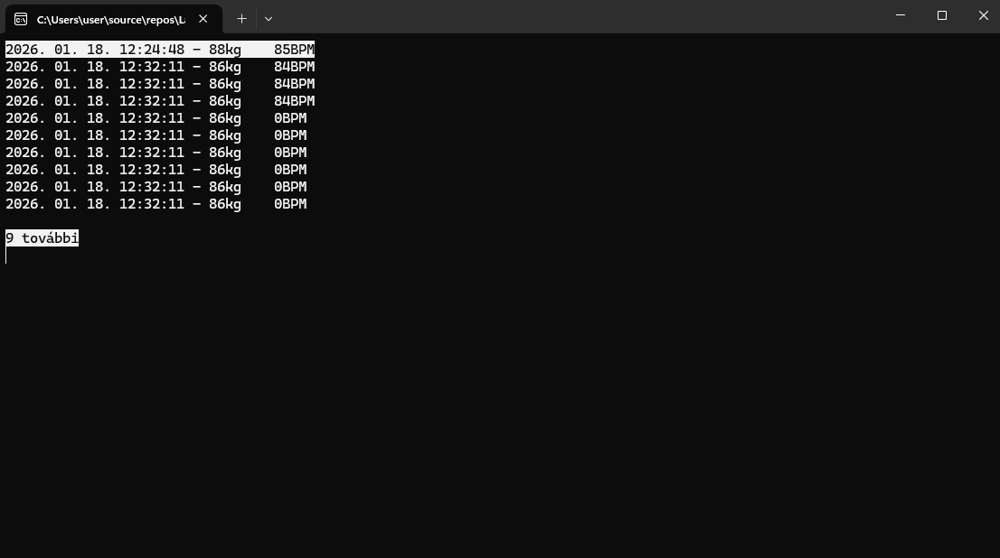 C:\Users\user\source\repos\L
2026. 01. 18. 12:24:48 - 88kg    85BPM
2026. 01. 18. 12:32:11 - 86kg    84BPM
2026. 01. 18. 12:32:11 - 86kg    84BPM
2026. 01. 18. 12:32:11 - 86kg    84BPM
2026. 01. 18. 12:32:11 - 86kg    0BPM
2026. 01. 18. 12:32:11 - 86kg    0BPM
2026. 01. 18. 12:32:11 - 86kg    0BPM
2026. 01. 18. 12:32:11 - 86kg    0BPM
2026. 01. 18. 12:32:11 - 86kg    0BPM
2026. 01. 18. 12:32:11 - 86kg    0BPM
9 további